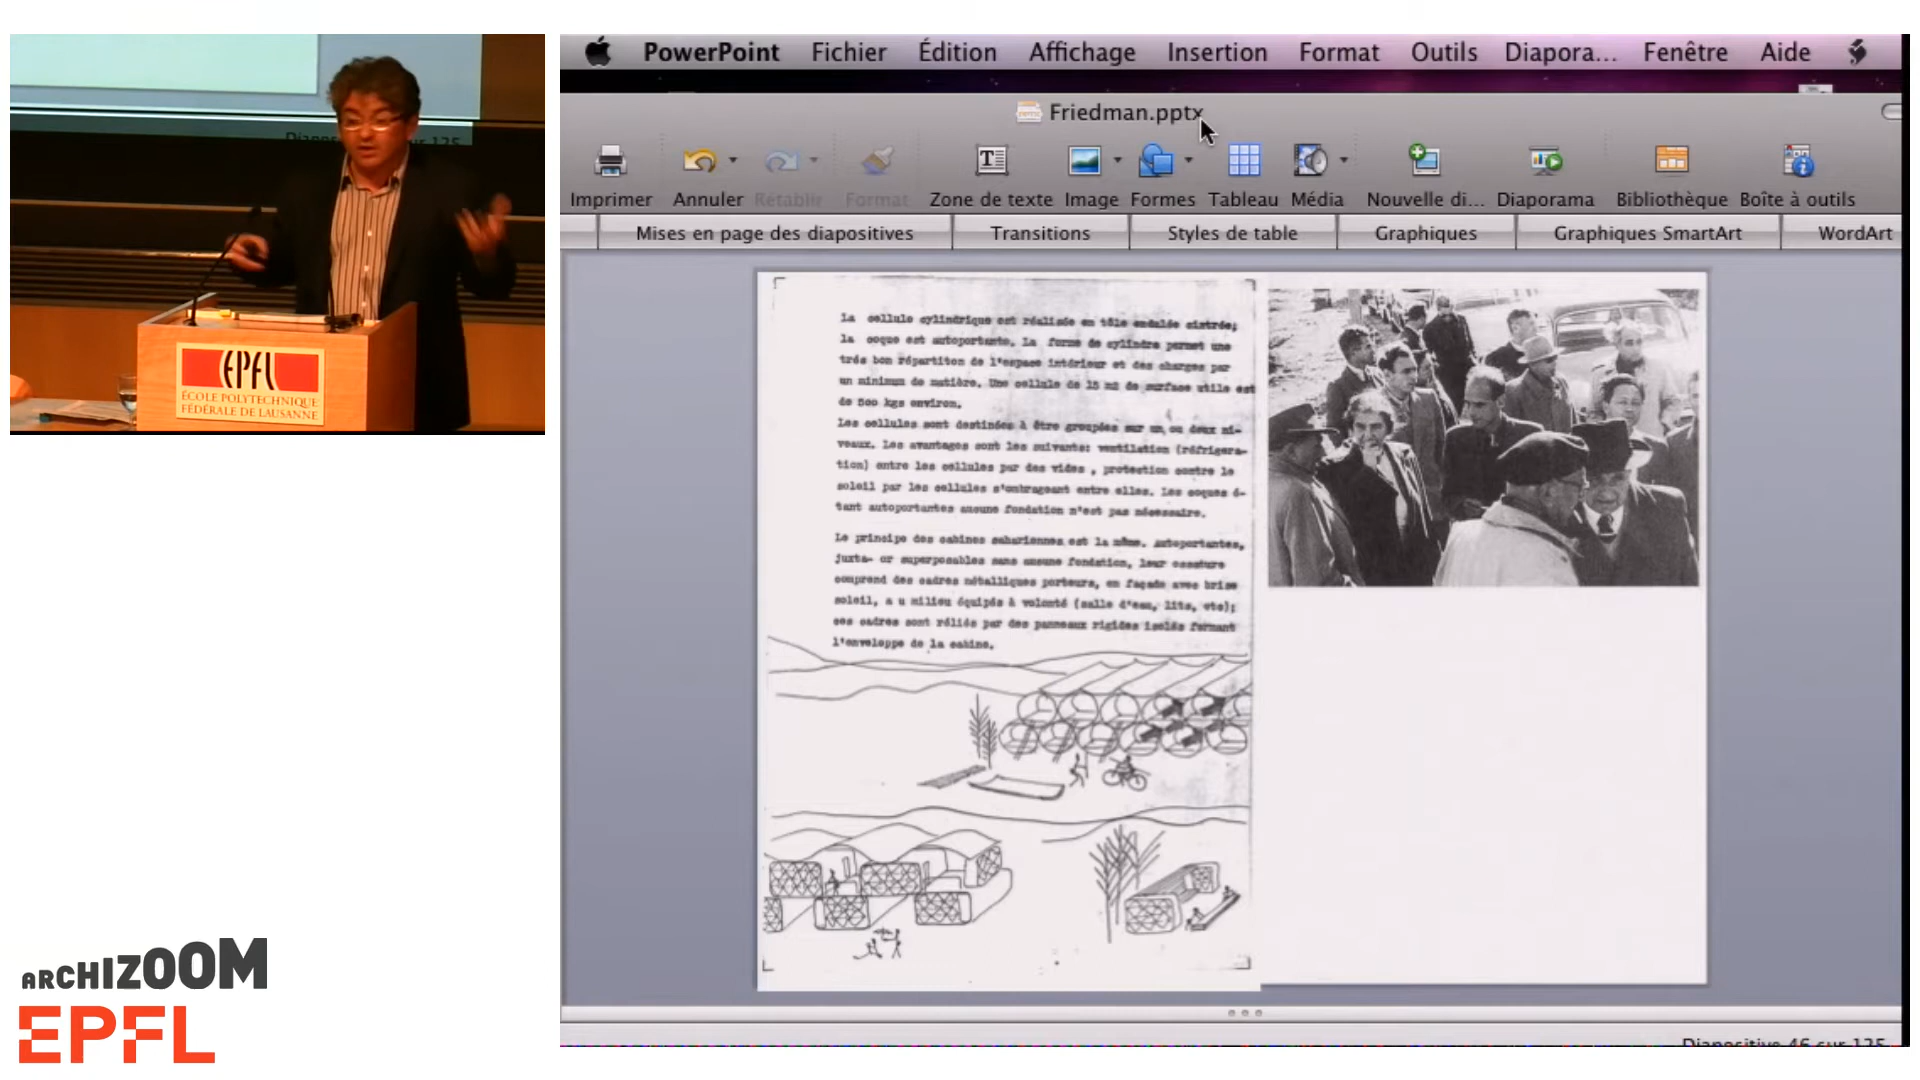 Diapos sur 125
EPFL
ÉCOLE POLYTECHNIQUE
FÉDÉRALE DE LAUSANNE
ARCHIZOOM
EPFL
PowerPoint Fichier Édition Affichage Insertion Format Outils Diapora... Fenêtre Aide
Friedman.pptx
Imprimer Annuler Rétablir Format Zone de texte Image Formes Tableau Média Nouvelle di... Diaporama Bibliothèque Boîte à outils
Mises en page des diapositives Transitions Styles de table Graphiques Graphiques SmartArt WordArt
La cellule cylindrique est réalisée en tôle ondulée cintrée;
la coque est autoportante. La forme de cylindre permet une
trés bon répartiton de l'espace intérieur et des charges par
un minimum de matière. Une cellule de 15 m2 de surface utile est
de 500 kgs environ.
Les cellules sont destinées à être groupées sur un ou deux ni-
veaux. Les avantages sont les suivants: ventilation (réfrigera-
tion) entre les cellules par des vides , protection contre le
soleil par les cellules s'ombrageant entre elles. Les coques é-
tant autoportantes aucune fondation n'est pas nécessaire.
Le principe des cabines sahariennes est la même. Autoportantes,
juxta- or superposables sans aucune fondation, leur ossature
comprend des cadres métalliques porteurs, en façade avec brise
soleil, a u milieu équipés à volonté (salle d'eau, lits, etc);
ces cadres sont réliés par des panneaux rigides isolés formant
l'enveloppe de la cabine.
Diapositive 46 sur 125